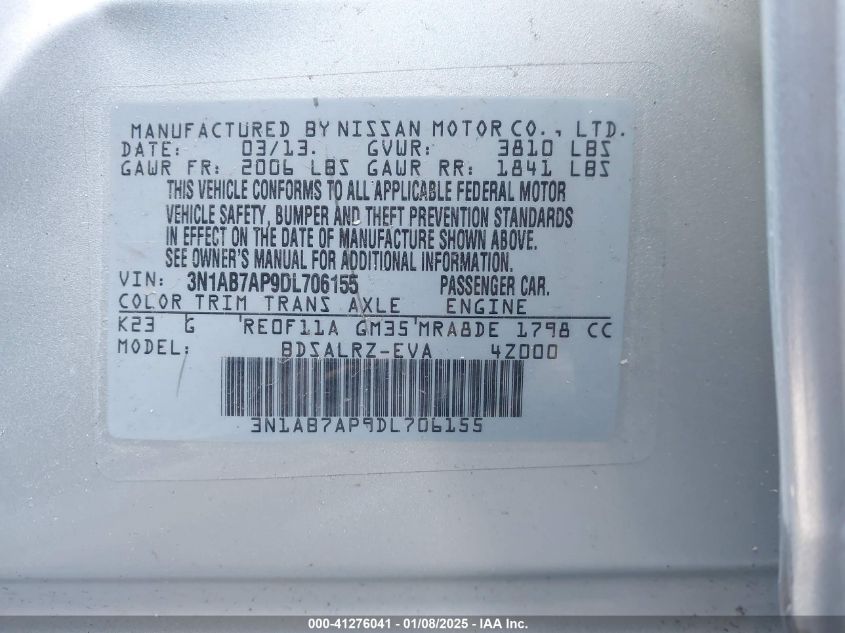 MANUFACTURED BY NISSAN MOTOR CO., LTD.
DATE: 03/13. GVWR: 3810 LBS
GAWR FR: 2006 LBS GAWR RR: 1841 LBS
THIS VEHICLE CONFORMS TO ALL APPLICABLE FEDERAL MOTOR
VEHICLE SAFETY, BUMPER AND THEFT PREVENTION STANDARDS
IN EFFECT ON THE DATE OF MANUFACTURE SHOWN ABOVE.
SEE OWNER'S MANUAL FOR ADDITIONAL INFORMATION.
VIN: 3N1AB7AP9DL706155 PASSENGER CAR.
COLOR TRIM TRANS AXLE ENGINE
K23 G RE0F11A GM35 MRA8DE 1798 CC
MODEL: BDSALRZ-EVA 4Z000
3N1AB7AP9DL706155
000-41276041 - 01/08/2025 - IAA Inc.